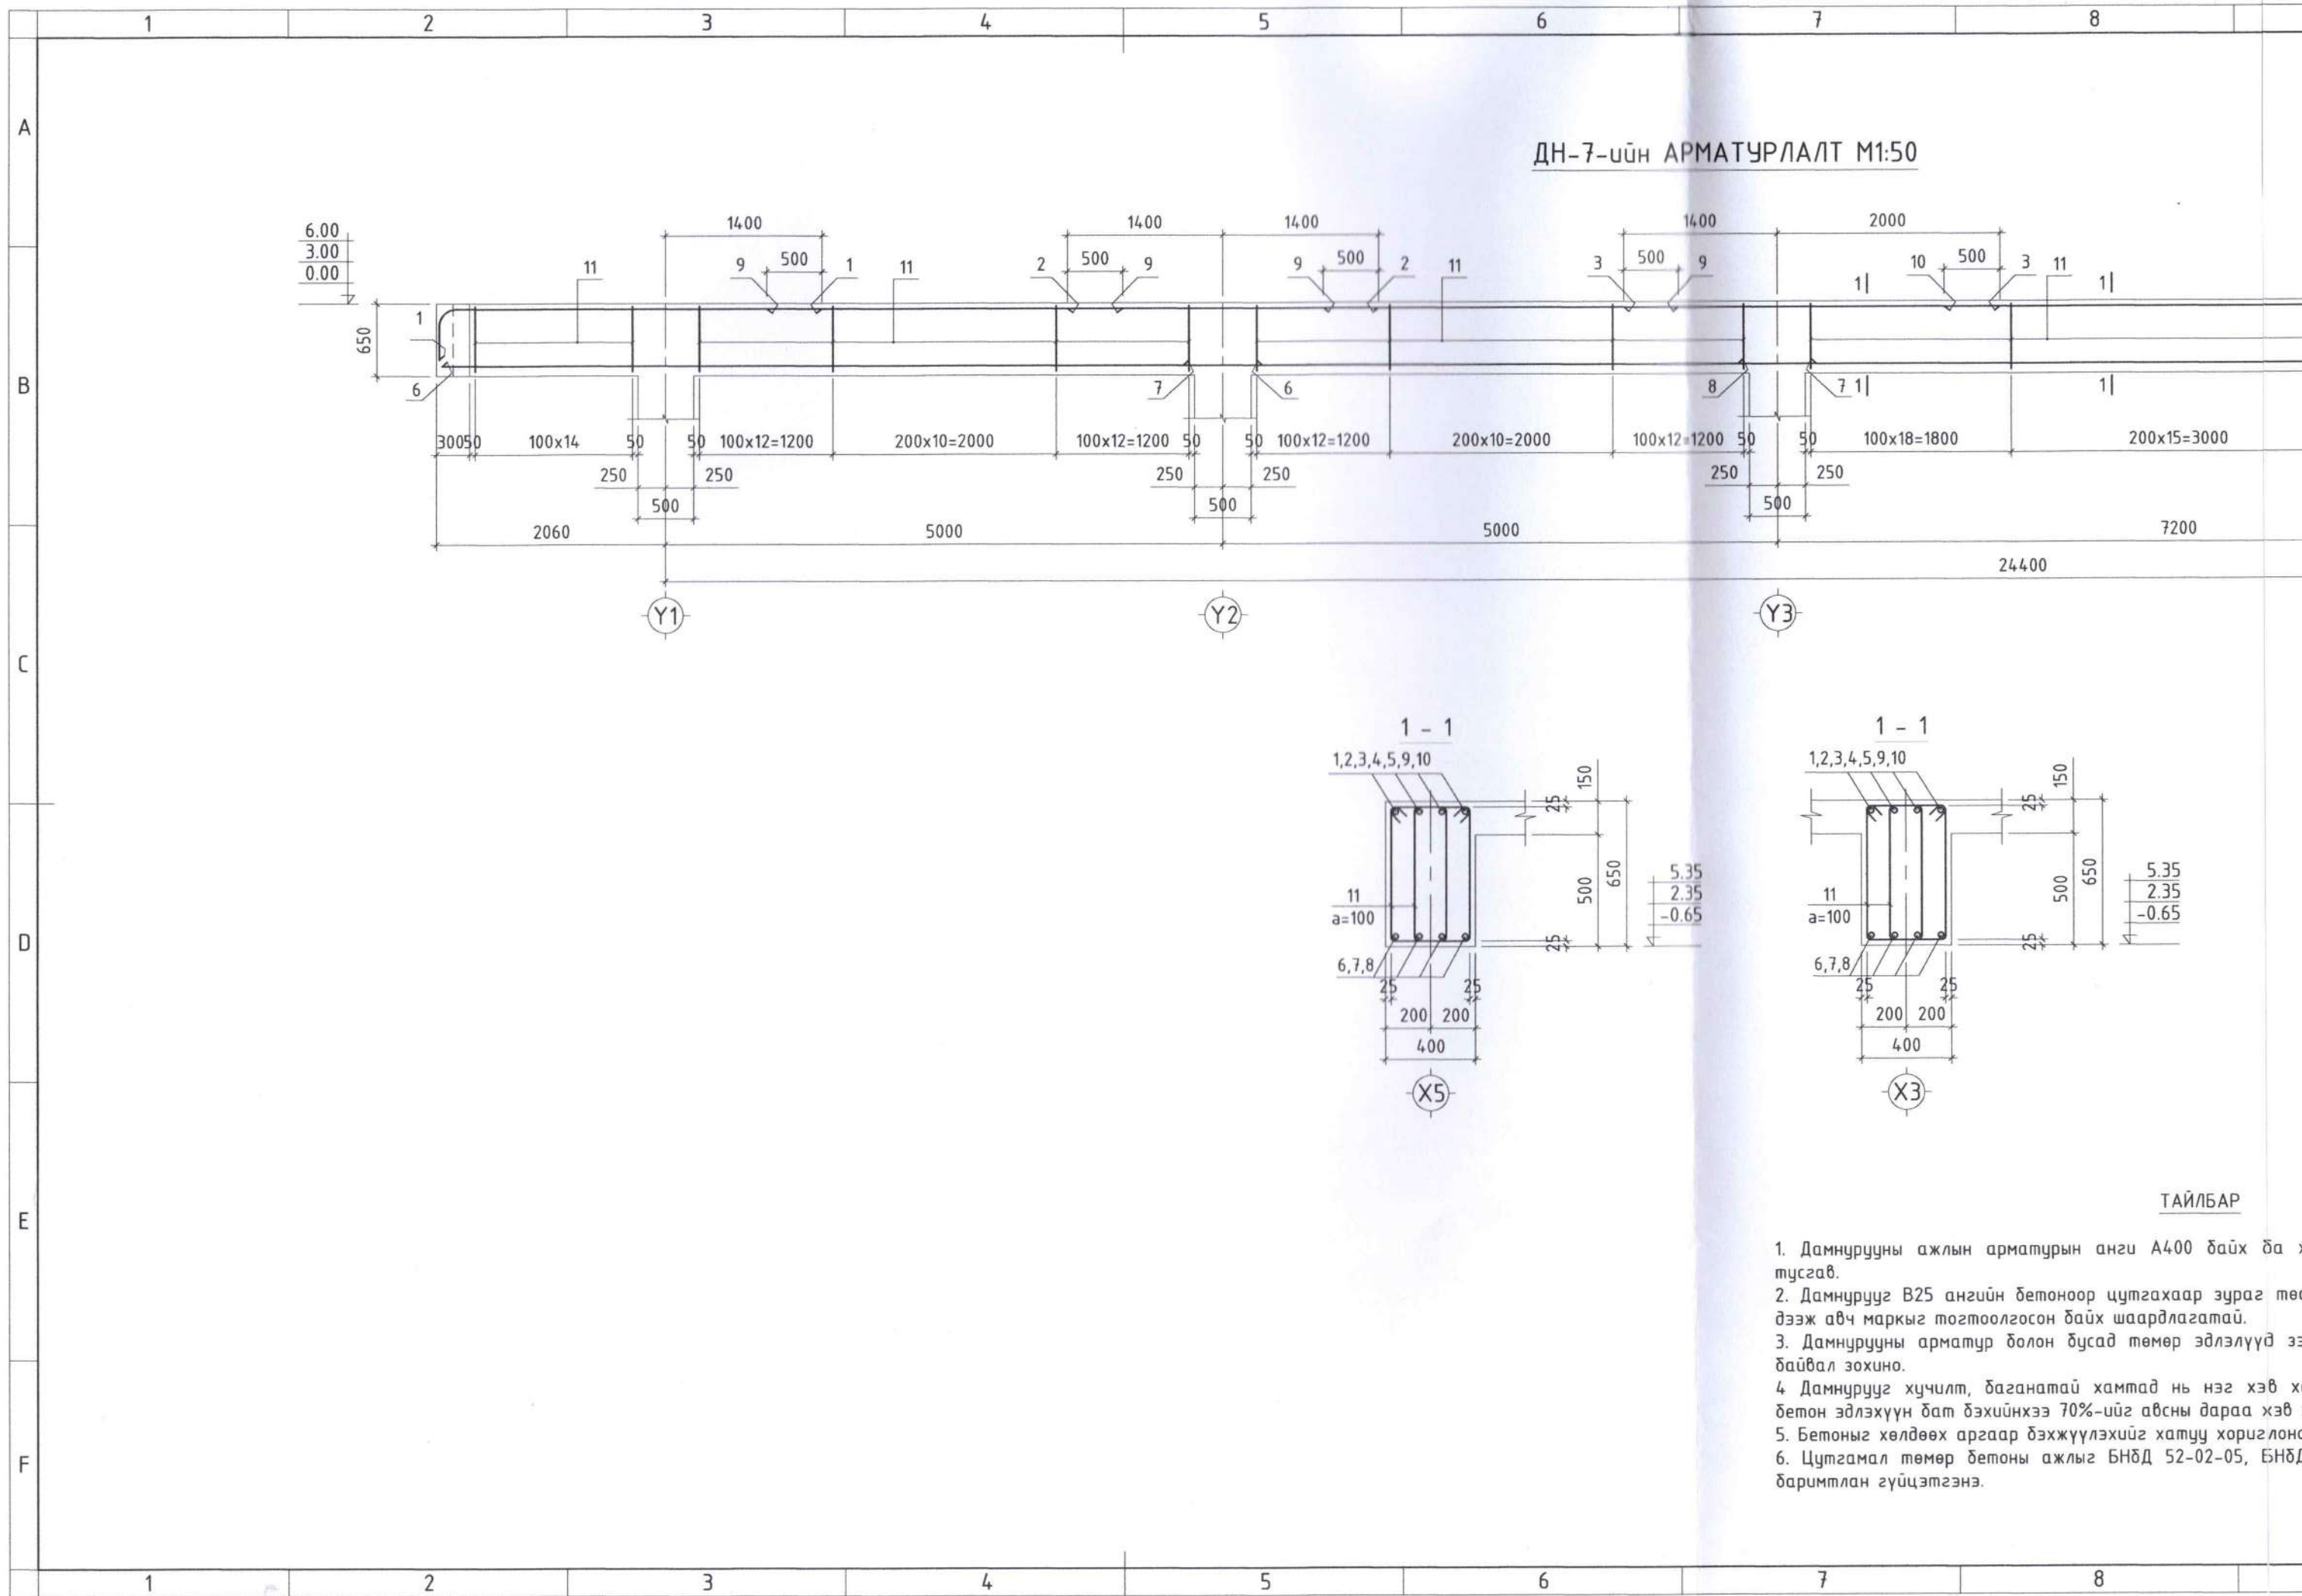 1 2 3 4 5 6 7 8
A
ДН-7-ийн АРМАТУРЛАЛТ М1:50
1400 1400 1400 1400 2000
6.00
3.00
0.00
11 9 500 1 11 2 500 9 9 500 2 11 3 500 9 10 500 3 11
1| 1|
1
650
B
6 7 6 8 7 1| 1|
300 50 100x14 50 50 100x12=1200 200x10=2000 100x12=1200 50 50 100x12=1200 200x10=2000 100x12=1200 50 50 100x18=1800 200x15=3000
250 250 250 250 250 250
500 500 500
2060 5000 5000 7200
24400
Y1 Y2 Y3
C
1 - 1 1 - 1
1,2,3,4,5,9,10 1,2,3,4,5,9,10
25 150 25 150
500 650 500 650
5.35 5.35
2.35 2.35
-0.65 -0.65
11 11
a=100 a=100
D
25 25
6,7,8 6,7,8
25 25 25 25
200 200 200 200
400 400
X5 X3
E
ТАЙЛБАР
1. Дамнурууны ажлын арматурын анги А400 байх ба
тусгав.
2. Дамнурууг В25 ангийн бетоноор цутгахаар зураг
дээж авч маркыг тогтоолгосон байх шаардлагатай.
3. Дамнурууны арматур болон бусад төмөр эдлэлүүд
байвал зохино.
4 Дамнурууг хучилт, баганатай хамтад нь нэг хэв
бетон эдлэхүүн бат бэхийнхээ 70%-ийг авсны дараа хэв
5. Бетоныг хөлдөөх аргаар бэхжүүлэхийг хатуу
6. Цутгамал төмөр бетоны ажлыг БНбД 52-02-05, БНбД
баримтлан гүйцэтгэнэ.
F
1 2 3 4 5 6 7 8